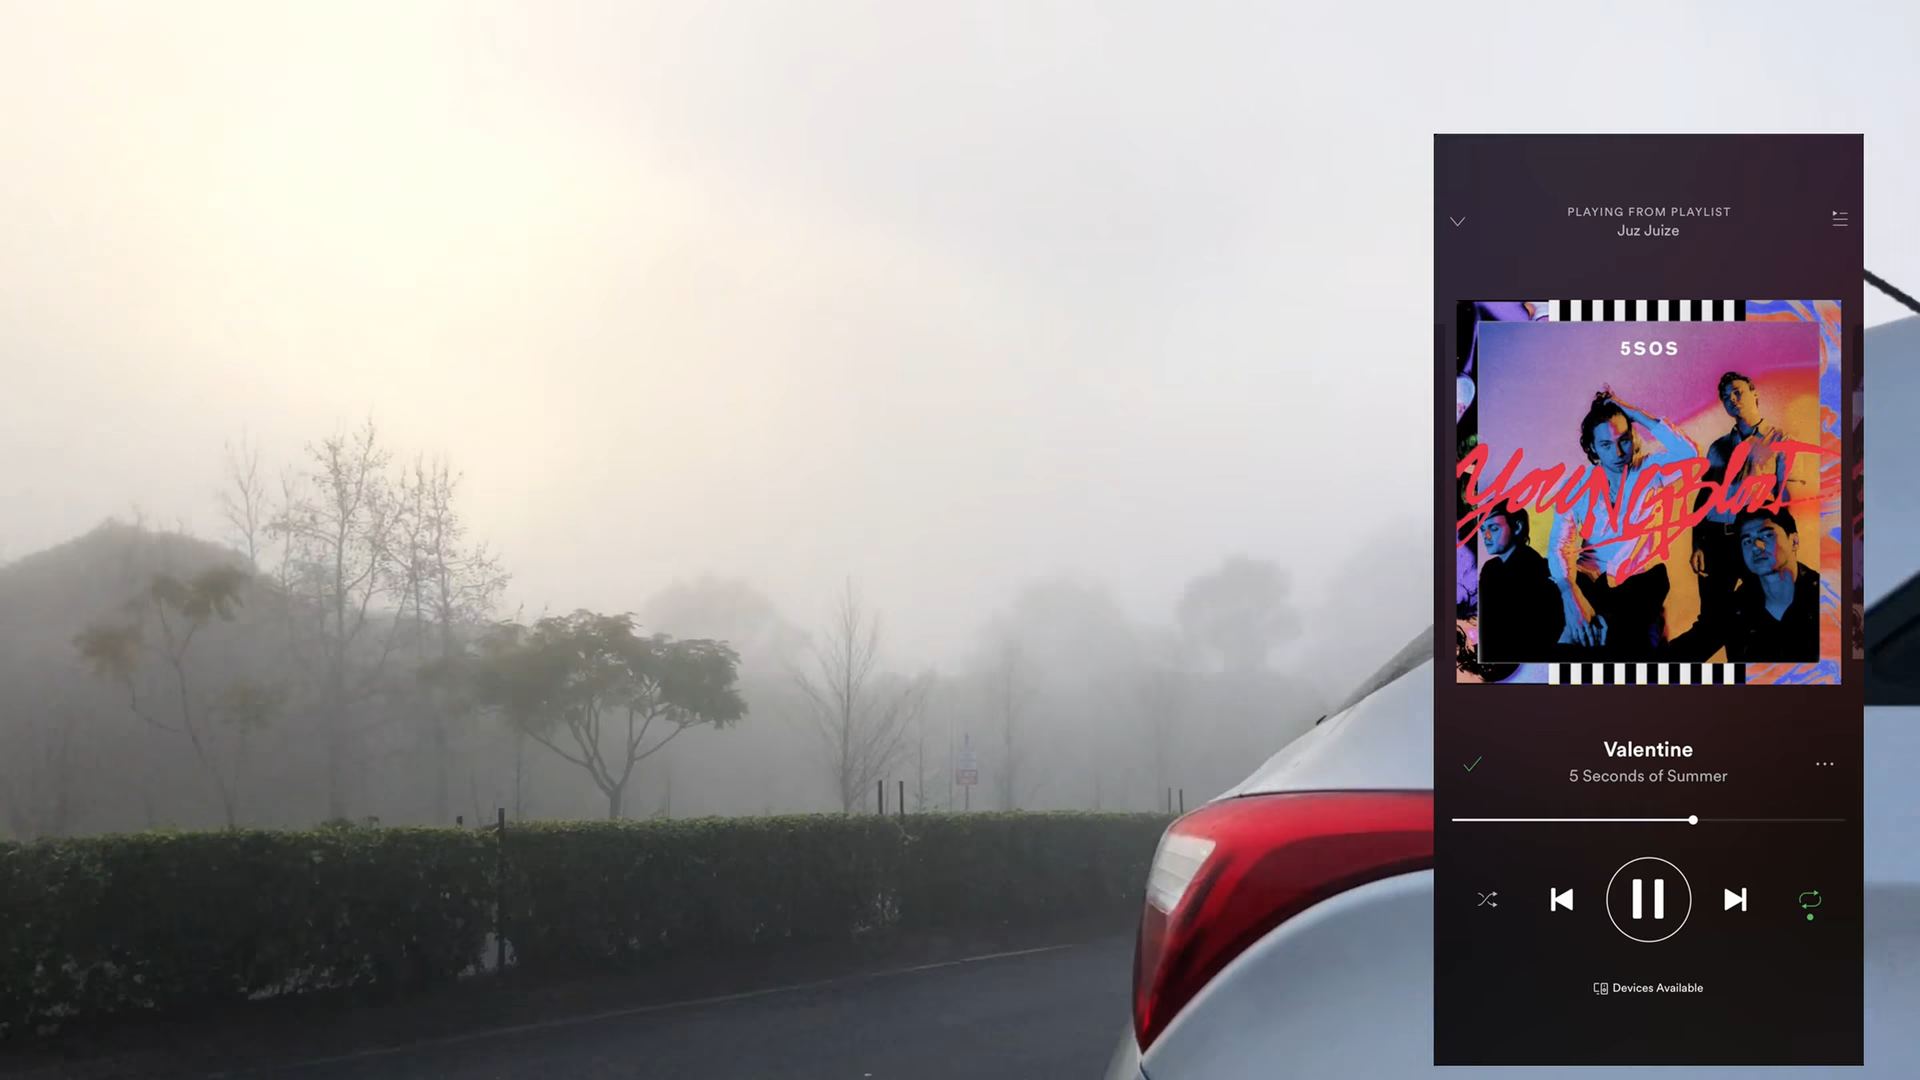 PLAYING FROM PLAYLIST
Juz Juize
5SOS
YOUNGBlooD
Valentine
5 Seconds of Summer
Devices Available